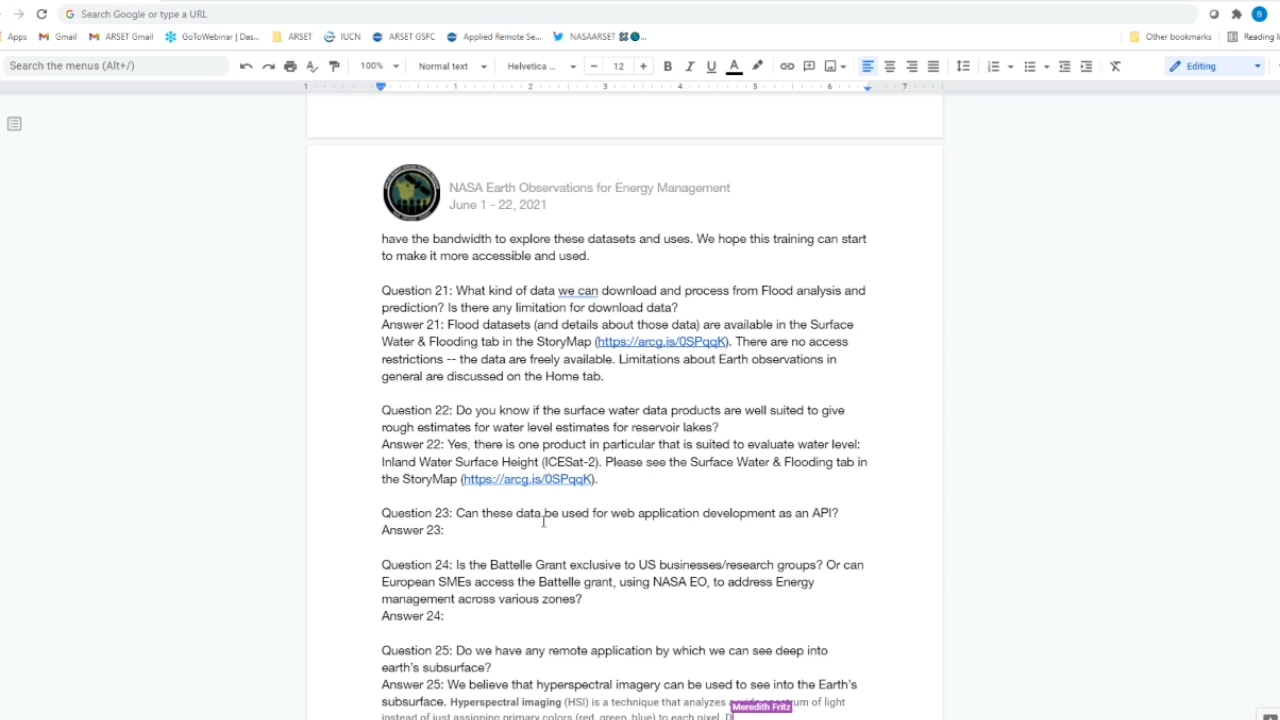 Search Google or type a URL
Apps Gmail ARSET Gmail GoToWebinar | Das... ARSET IUCN ARSET GSFC Applied Remote Se... NASAARSET Other bookmarks Reading li
Search the menus (Alt+/) 100% Normal text Helvetica ... 12 Editing
1 1 2 3 4 5 6 7
NASA Earth Observations for Energy Management
June 1 - 22, 2021
have the bandwidth to explore these datasets and uses. We hope this training can start
to make it more accessible and used.
Question 21: What kind of data we can download and process from Flood analysis and
prediction? Is there any limitation for download data?
Answer 21: Flood datasets (and details about those data) are available in the Surface
Water & Flooding tab in the StoryMap (https://arcg.is/0SPqqK). There are no access
restrictions -- the data are freely available. Limitations about Earth observations in
general are discussed on the Home tab.
Question 22: Do you know if the surface water data products are well suited to give
rough estimates for water level estimates for reservoir lakes?
Answer 22: Yes, there is one product in particular that is suited to evaluate water level:
Inland Water Surface Height (ICESat-2). Please see the Surface Water & Flooding tab in
the StoryMap (https://arcg.is/0SPqqK).
Question 23: Can these data be used for web application development as an API?
Answer 23:
Question 24: Is the Battelle Grant exclusive to US businesses/research groups? Or can
European SMEs access the Battelle grant, using NASA EO, to address Energy
management across various zones?
Answer 24:
Question 25: Do we have any remote application by which we can see deep into
earth's subsurface?
Answer 25: We believe that hyperspectral imagery can be used to see into the Earth's
subsurface. Hyperspectral imaging (HSI) is a technique that analyzes a um of light
Meredith Fritz
instead of just assigning primary colors (red, green, blue) to each pixel. D